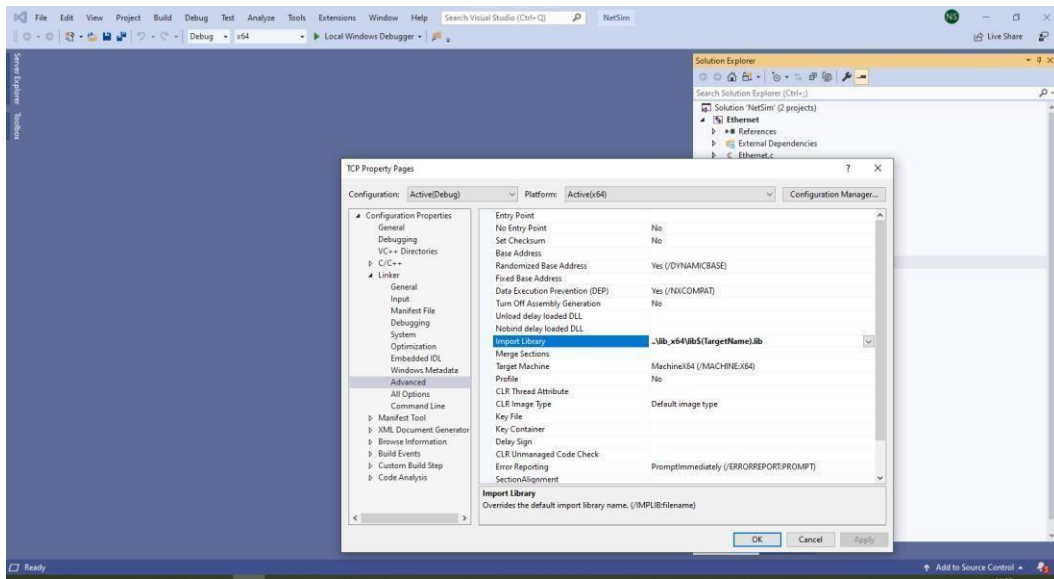 File Edit View Project Build Debug Test Analyze Tools Extensions Window Help Search Visual Studio (Ctrl+Q) NetSim NS
Debug x64 Local Windows Debugger Live Share
Server Explorer
Toolbox
Solution Explorer
Search Solution Explorer (Ctrl+;)
Solution 'NetSim' (2 projects)
Ethernet
References
External Dependencies
Ethernet.c
TCP Property Pages ? X
Configuration: Active(Debug) Platform: Active(x64) Configuration Manager...
Configuration Properties
General
Debugging
VC++ Directories
C/C++
Linker
General
Input
Manifest File
Debugging
System
Optimization
Embedded IDL
Windows Metadata
Advanced
All Options
Command Line
Manifest Tool
XML Document Generator
Browse Information
Build Events
Custom Build Step
Code Analysis
Entry Point
No Entry Point No
Set Checksum No
Base Address
Randomized Base Address Yes (/DYNAMICBASE)
Fixed Base Address
Data Execution Prevention (DEP) Yes (/NXCOMPAT)
Turn Off Assembly Generation No
Unload delay loaded DLL
Nobind delay loaded DLL
Import Library ..\lib_x64\lib$(TargetName).lib
Merge Sections
Target Machine MachineX64 (/MACHINE:X64)
Profile No
CLR Thread Attribute
CLR Image Type Default image type
Key File
Key Container
Delay Sign
CLR Unmanaged Code Check
Error Reporting PromptImmediately (/ERRORREPORT:PROMPT)
SectionAlignment
Import Library
Overrides the default import library name. (/IMPLIB:filename)
OK Cancel Apply
Ready Add to Source Control